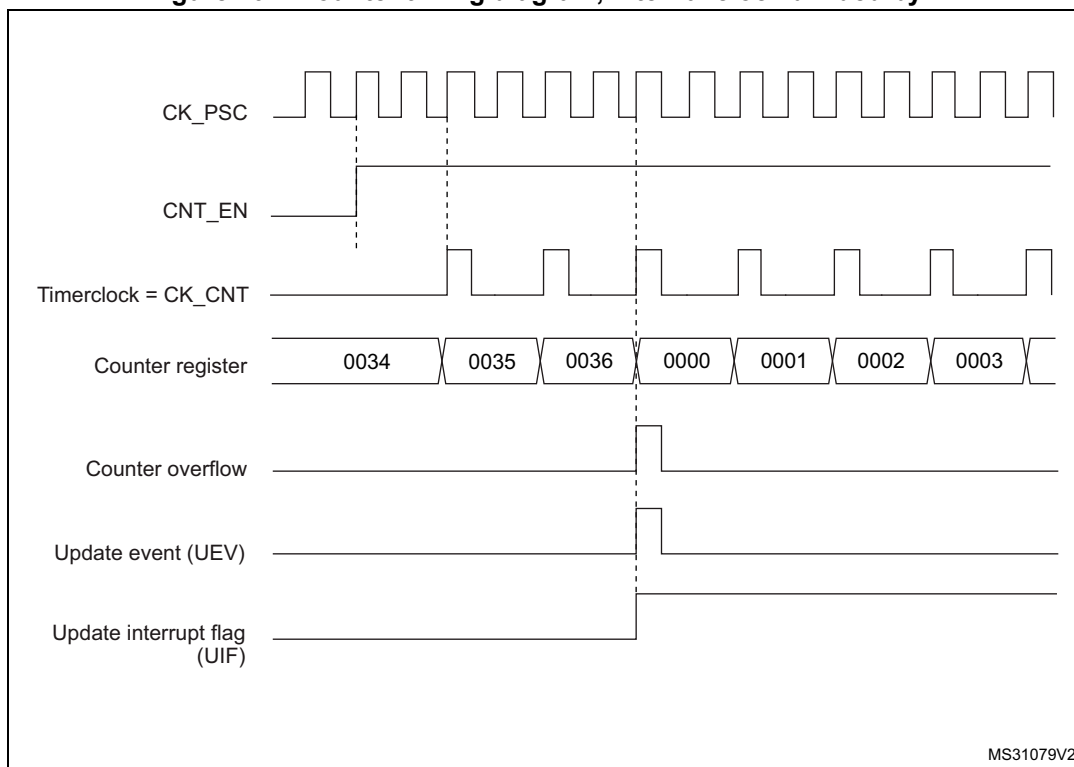 CK_PSC
CNT_EN
Timerclock = CK_CNT
Counter register
0034
0035
0036
0000
0001
0002
0003
Counter overflow
Update event (UEV)
Update interrupt flag
(UIF)
MS31079V2